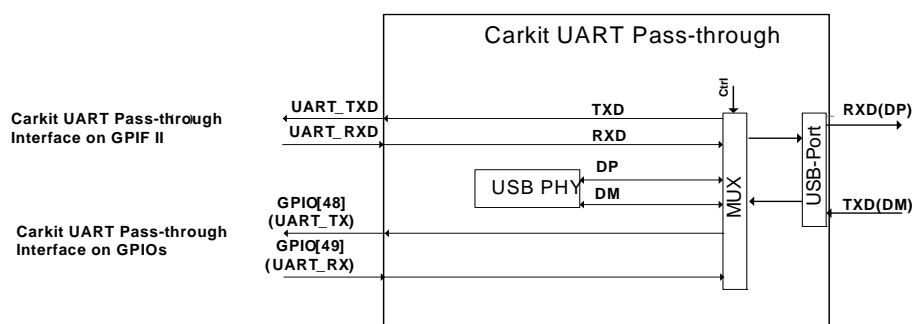 Carkit UART Pass-through
Ctrl
Carkit UART Pass-through
Interface on GPIF II
UART_TXD
TXD
UART_RXD
RXD
RXD(DP)
USB-Port
MUX
USB PHY
DP
DM
TXD(DM)
Carkit UART Pass-through
Interface on GPIOs
GPIO[48]
(UART_TX)
GPIO[49]
(UART_RX)